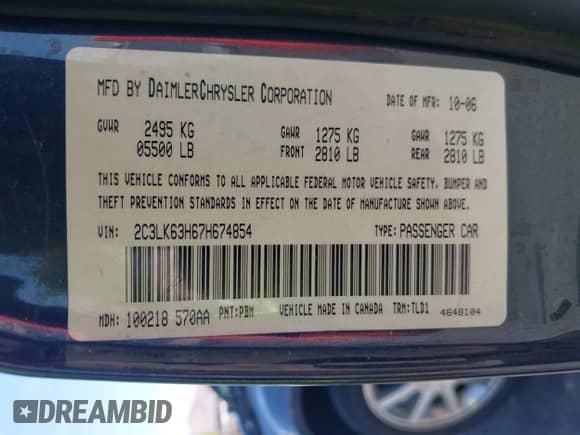 MFD BY DAIMLERCHRYSLER CORPORATION DATE OF MFR: 10-06
GVWR 2495 KG GAWR 1275 KG GAWR 1275 KG
05500 LB FRONT 2810 LB REAR 2810 LB
THIS VEHICLE CONFORMS TO ALL APPLICABLE FEDERAL MOTOR VEHICLE SAFETY, BUMPER AND
THEFT PREVENTION STANDARDS IN EFFECT ON THE DATE OF MANUFACTURE SHOWN ABOVE.
VIN: 2C3LK63H67H674854 TYPE: PASSENGER CAR
MDH: 100218 570AA PNT:PBM VEHICLE MADE IN CANADA TRM:TLD1 4648104
DREAMBID